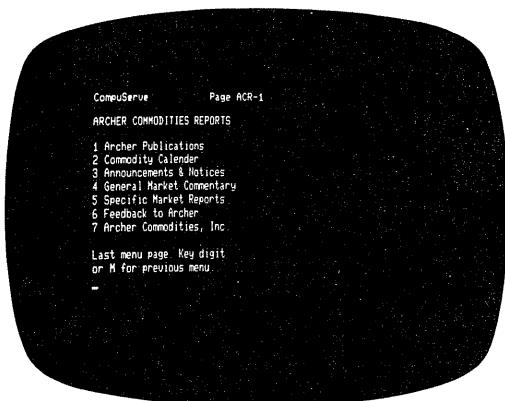 CompuServe Page ACR-1
ARCHER COMMODITIES REPORTS
1 Archer Publications
2 Commodity Calender
3 Announcements & Notices
4 General Market Commentary
5 Specific Market Reports
6 Feedback to Archer
7 Archer Commodities, Inc.
Last menu page. Key digit
or M for previous menu.